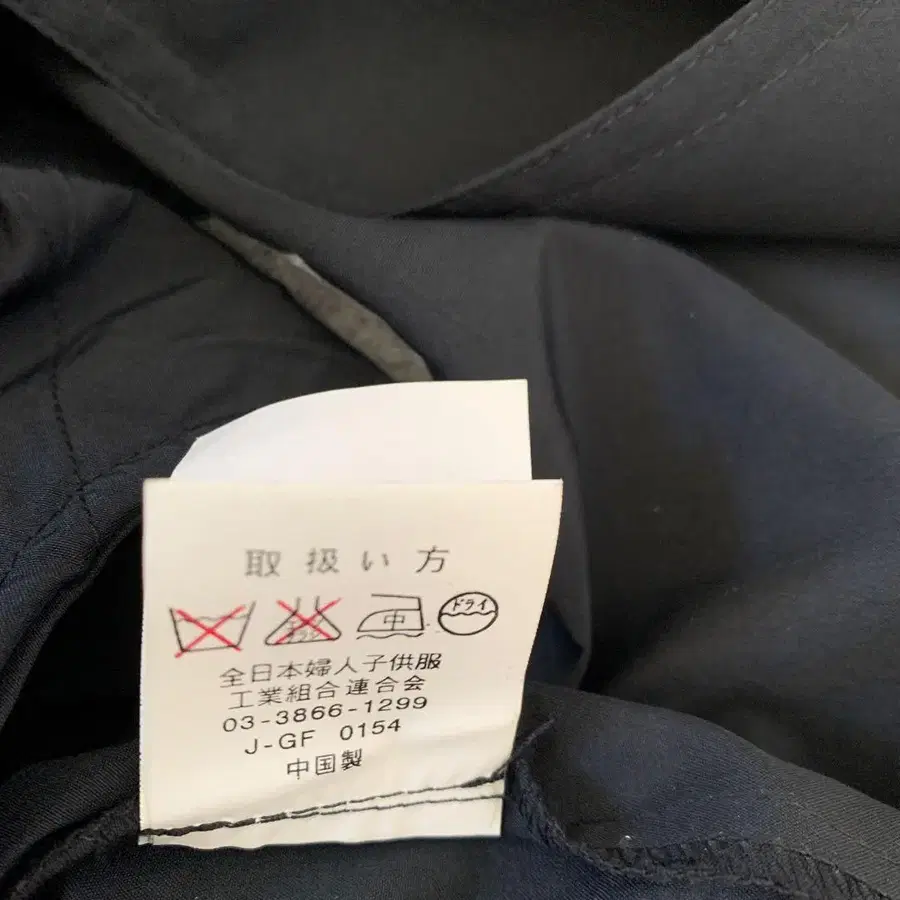 取扱い方
中 ドライ
全日本婦人子供服
工業組合連合会
03-3866-1299
J-GF 0154
中国製